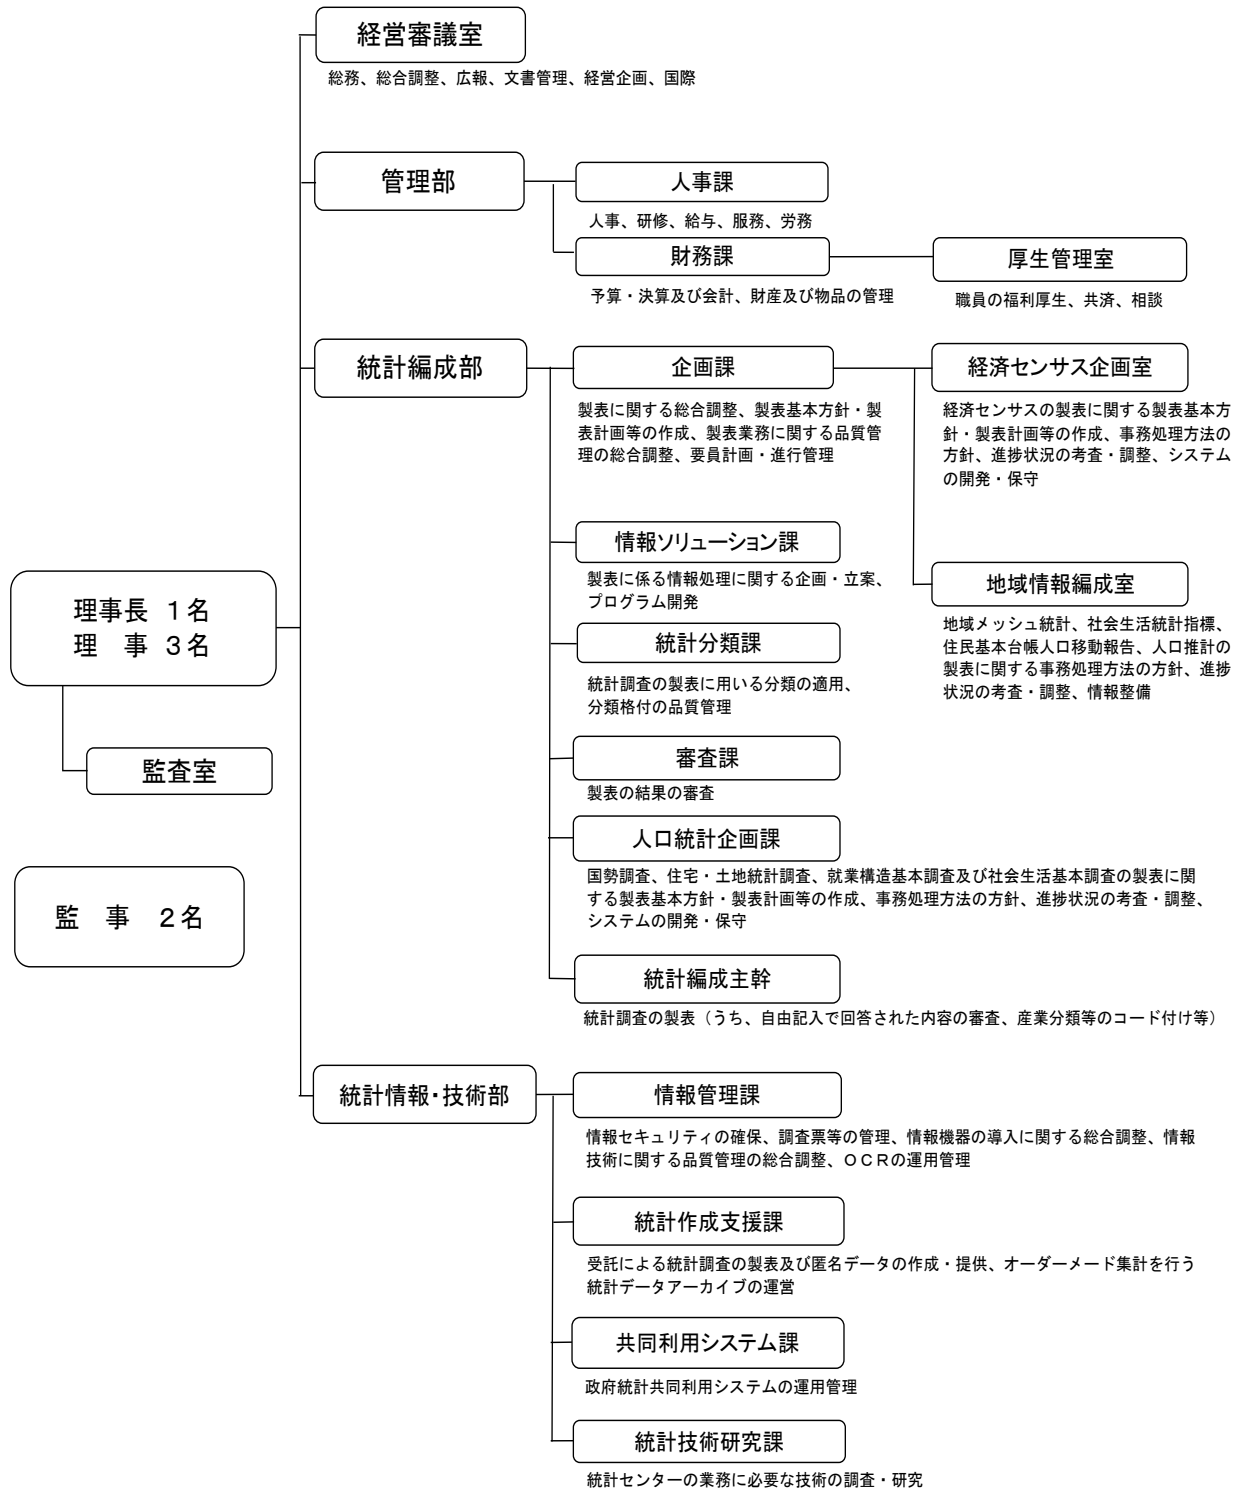 経営審議室
総務、総合調整、広報、文書管理、経営企画、国際
管理部
人事課
人事、研修、給与、服務、労務
財務課
予算・決算及び会計、財産及び物品の管理
厚生管理室
職員の福利厚生、共済、相談
統計編成部
企画課
製表に関する総合調整、製表基本方針・製
表計画等の作成、製表業務に関する品質管
理の総合調整、要員計画・進行管理
経済センサス企画室
経済センサスの製表に関する製表基本方
針・製表計画等の作成、事務処理方法の
方針、進捗状況の考査・調整、システム
の開発・保守
情報ソリューション課
製表に係る情報処理に関する企画・立案、
プログラム開発
地域情報編成室
地域メッシュ統計、社会生活統計指標、
住民基本台帳人口移動報告、人口推計の
製表に関する事務処理方法の方針、進捗
状況の考査・調整、情報整備
理事長 1名
理 事 3名
統計分類課
統計調査の製表に用いる分類の適用、
分類格付の品質管理
監査室
審査課
製表の結果の審査
人口統計企画課
国勢調査、住宅・土地統計調査、就業構造基本調査及び社会生活基本調査の製表に関
する製表基本方針・製表計画等の作成、事務処理方法の方針、進捗状況の考査・調整、
システムの開発・保守
監 事 2名
統計編成主幹
統計調査の製表（うち、自由記入で回答された内容の審査、産業分類等のコード付け等）
統計情報・技術部
情報管理課
情報セキュリティの確保、調査票等の管理、情報機器の導入に関する総合調整、情報
技術に関する品質管理の総合調整、ＯＣＲの運用管理
統計作成支援課
受託による統計調査の製表及び匿名データの作成・提供、オーダーメード集計を行う
統計データアーカイブの運営
共同利用システム課
政府統計共同利用システムの運用管理
統計技術研究課
統計センターの業務に必要な技術の調査・研究